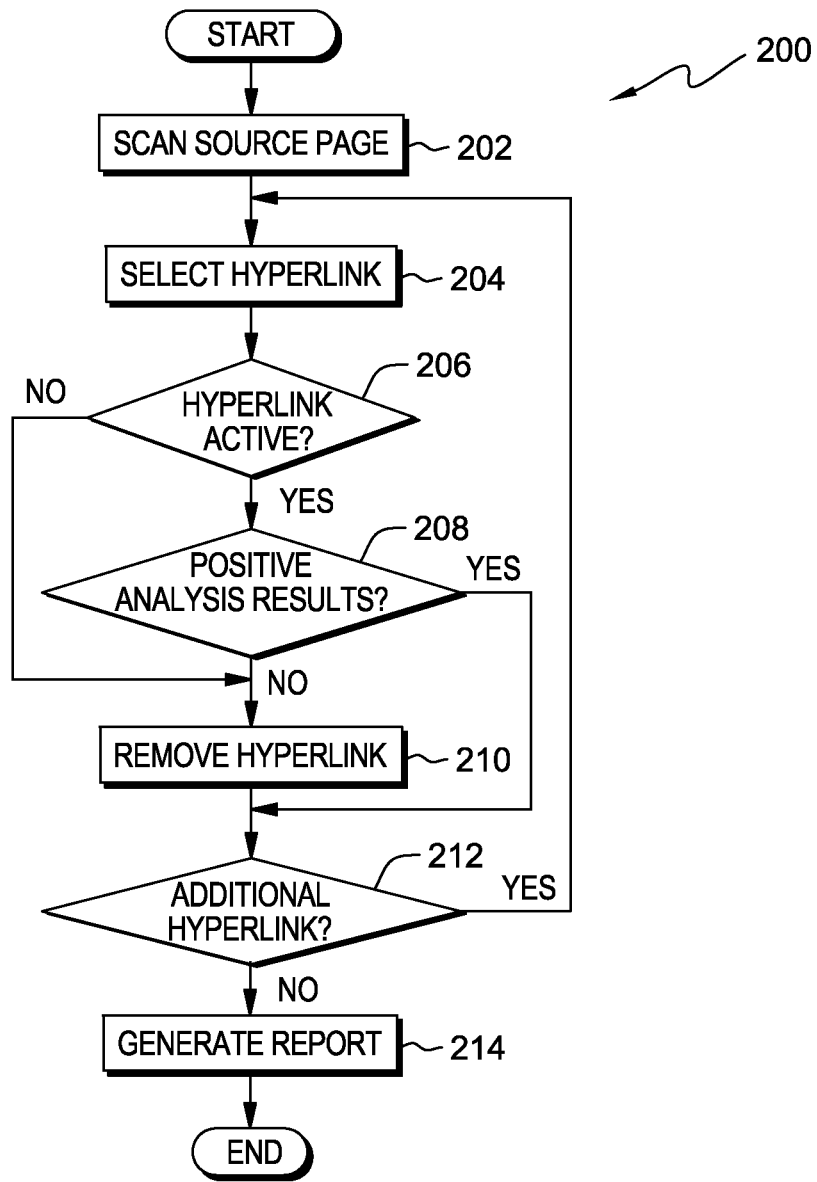 START
200
SCAN SOURCE PAGE
202
SELECT HYPERLINK
204
206
NO
HYPERLINK
ACTIVE?
YES
208
POSITIVE
ANALYSIS RESULTS?
YES
NO
REMOVE HYPERLINK
210
212
ADDITIONAL
HYPERLINK?
YES
NO
GENERATE REPORT
214
END